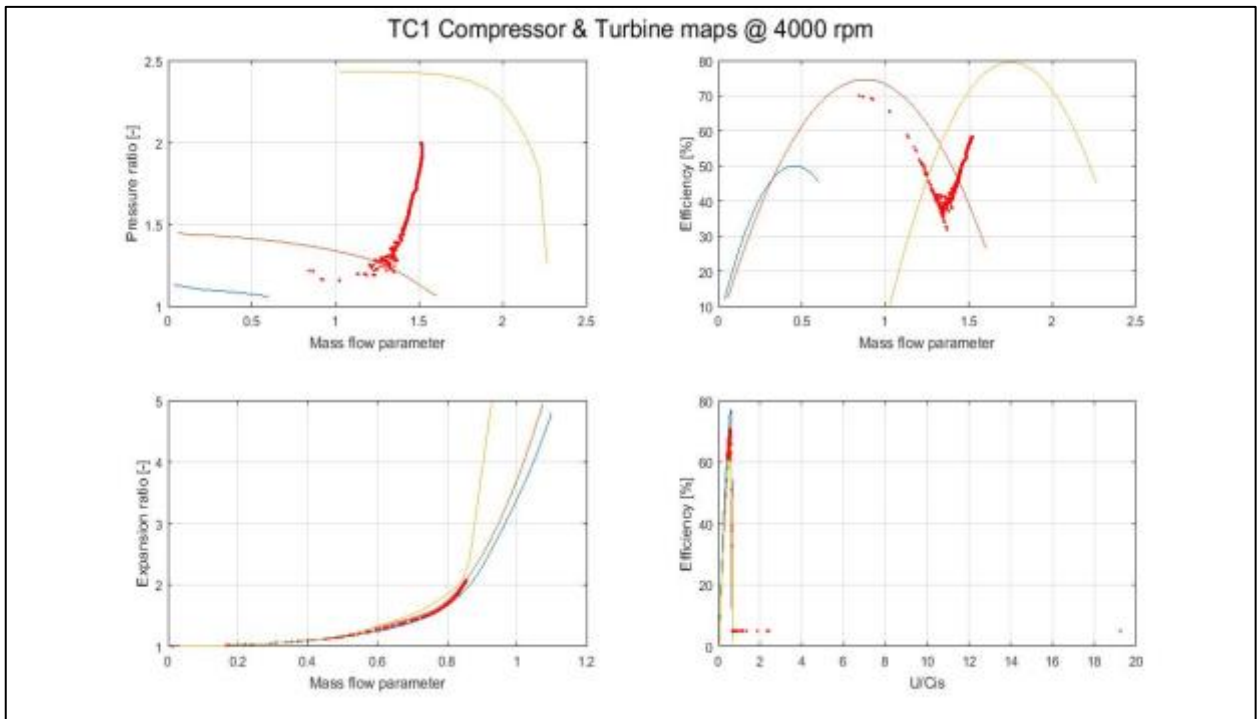 TC1 Compressor & Turbine maps @ 4000 rpm
2.5
2
1.5
1
0 0.5 1 1.5 2 2.5
Pressure ratio [-]
Mass flow parameter
80
70
60
50
40
30
20
10
0 0.5 1 1.5 2 2.5
Efficiency [%]
Mass flow parameter
5
4
3
2
1
0 0.2 0.4 0.6 0.8 1 1.2
Expansion ratio [-]
Mass flow parameter
80
60
40
20
0
0 2 4 6 8 10 12 14 16 18 20
Efficiency [%]
U/Cis